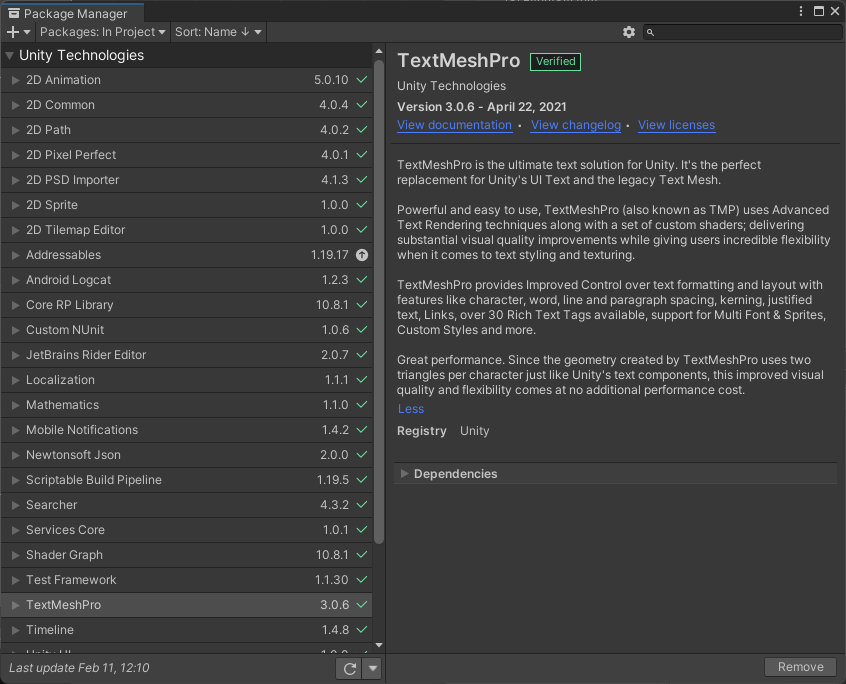 Package Manager
Packages: In Project
Sort: Name ↓
Unity Technologies
2D Animation 5.0.10
2D Common 4.0.4
2D Path 4.0.2
2D Pixel Perfect 4.0.1
2D PSD Importer 4.1.3
2D Sprite 1.0.0
2D Tilemap Editor 1.0.0
Addressables 1.19.17
Android Logcat 1.2.3
Core RP Library 10.8.1
Custom NUnit 1.0.6
JetBrains Rider Editor 2.0.7
Localization 1.1.1
Mathematics 1.1.0
Mobile Notifications 1.4.2
Newtonsoft Json 2.0.0
Scriptable Build Pipeline 1.19.5
Searcher 4.3.2
Services Core 1.0.1
Shader Graph 10.8.1
Test Framework 1.1.30
TextMeshPro 3.0.6
Timeline 1.4.8
Last update Feb 11, 12:10
TextMeshPro Verified
Unity Technologies
Version 3.0.6 - April 22, 2021
View documentation • View changelog • View licenses
TextMeshPro is the ultimate text solution for Unity. It's the perfect
replacement for Unity's UI Text and the legacy Text Mesh.
Powerful and easy to use, TextMeshPro (also known as TMP) uses Advanced
Text Rendering techniques along with a set of custom shaders; delivering
substantial visual quality improvements while giving users incredible flexibility
when it comes to text styling and texturing.
TextMeshPro provides Improved Control over text formatting and layout with
features like character, word, line and paragraph spacing, kerning, justified
text, Links, over 30 Rich Text Tags available, support for Multi Font & Sprites,
Custom Styles and more.
Great performance. Since the geometry created by TextMeshPro uses two
triangles per character just like Unity's text components, this improved visual
quality and flexibility comes at no additional performance cost.
Less
Registry Unity
Dependencies
Remove